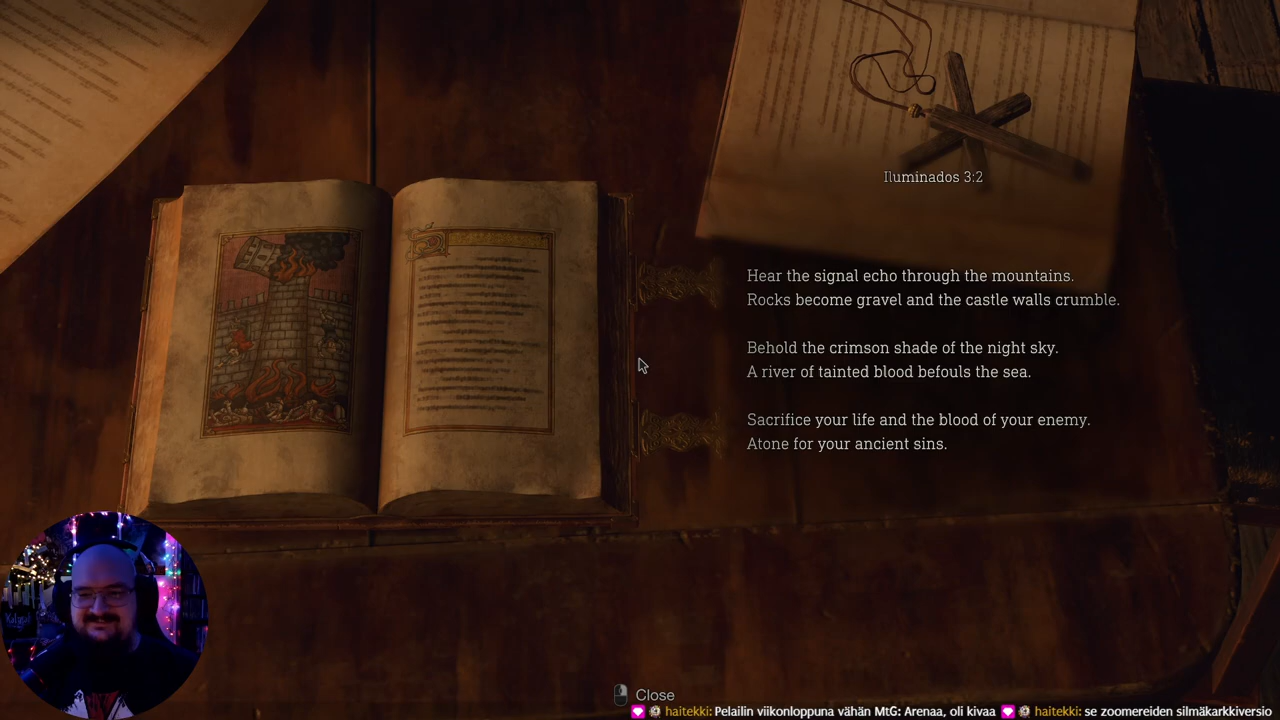 Iluminados 3:2
Hear the signal echo through the mountains.
Rocks become gravel and the castle walls crumble.
Behold the crimson shade of the night sky.
A river of tainted blood befouls the sea.
Sacrifice your life and the blood of your enemy.
Atone for your ancient sins.
Close
haitekki: Pelailin viikonloppuna vähän MtG: Arenaa, oli kivaa haitekki: se zoomereiden silmäkarkkiversio